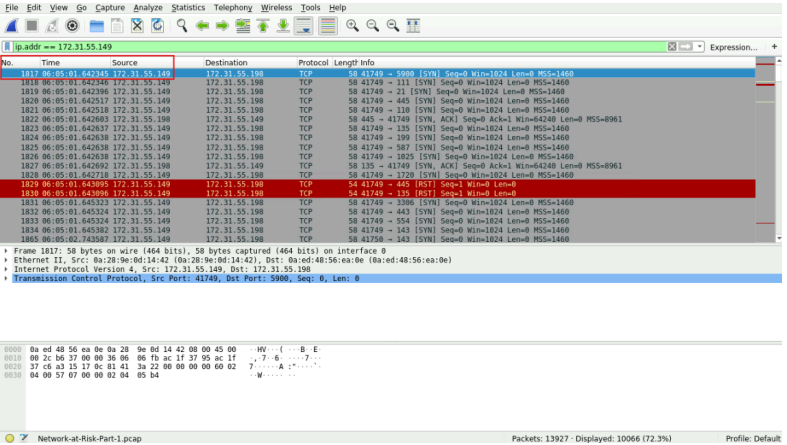 File Edit View Go Capture Analyze Statistics Telephony Wireless Tools Help
ip.addr == 172.31.55.149 Expression... +
No. Time Source Destination Protocol Length Info
1817 06:05:01.642345 172.31.55.149 172.31.55.198 TCP 58 41749 → 5900 [SYN] Seq=0 Win=1024 Len=0 MSS=1460
1818 06:05:01.642346 172.31.55.149 172.31.55.198 TCP 58 41749 → 111 [SYN] Seq=0 Win=1024 Len=0 MSS=1460
1819 06:05:01.642396 172.31.55.149 172.31.55.198 TCP 58 41749 → 21 [SYN] Seq=0 Win=1024 Len=0 MSS=1460
1820 06:05:01.642517 172.31.55.149 172.31.55.198 TCP 58 41749 → 445 [SYN] Seq=0 Win=1024 Len=0 MSS=1460
1821 06:05:01.642518 172.31.55.149 172.31.55.198 TCP 58 41749 → 110 [SYN] Seq=0 Win=1024 Len=0 MSS=1460
1822 06:05:01.642603 172.31.55.198 172.31.55.149 TCP 58 445 → 41749 [SYN, ACK] Seq=0 Ack=1 Win=64240 Len=0 MSS=8961
1823 06:05:01.642637 172.31.55.149 172.31.55.198 TCP 58 41749 → 135 [SYN] Seq=0 Win=1024 Len=0 MSS=1460
1824 06:05:01.642638 172.31.55.149 172.31.55.198 TCP 58 41749 → 199 [SYN] Seq=0 Win=1024 Len=0 MSS=1460
1825 06:05:01.642638 172.31.55.149 172.31.55.198 TCP 58 41749 → 587 [SYN] Seq=0 Win=1024 Len=0 MSS=1460
1826 06:05:01.642638 172.31.55.149 172.31.55.198 TCP 58 41749 → 1025 [SYN] Seq=0 Win=1024 Len=0 MSS=1460
1827 06:05:01.642692 172.31.55.198 172.31.55.149 TCP 58 135 → 41749 [SYN, ACK] Seq=0 Ack=1 Win=64240 Len=0 MSS=8961
1828 06:05:01.642718 172.31.55.149 172.31.55.198 TCP 58 41749 → 1720 [SYN] Seq=0 Win=1024 Len=0 MSS=1460
1829 06:05:01.643095 172.31.55.149 172.31.55.198 TCP 54 41749 → 445 [RST] Seq=1 Win=0 Len=0
1830 06:05:01.643096 172.31.55.149 172.31.55.198 TCP 54 41749 → 135 [RST] Seq=1 Win=0 Len=0
1831 06:05:01.645323 172.31.55.149 172.31.55.198 TCP 58 41749 → 3306 [SYN] Seq=0 Win=1024 Len=0 MSS=1460
1832 06:05:01.645324 172.31.55.149 172.31.55.198 TCP 58 41749 → 443 [SYN] Seq=0 Win=1024 Len=0 MSS=1460
1833 06:05:01.645324 172.31.55.149 172.31.55.198 TCP 58 41749 → 554 [SYN] Seq=0 Win=1024 Len=0 MSS=1460
1834 06:05:01.645382 172.31.55.149 172.31.55.198 TCP 58 41749 → 143 [SYN] Seq=0 Win=1024 Len=0 MSS=1460
1865 06:05:02.743587 172.31.55.149 172.31.55.198 TCP 58 41750 → 143 [SYN] Seq=0 Win=1024 Len=0 MSS=1460
Frame 1817: 58 bytes on wire (464 bits), 58 bytes captured (464 bits) on interface 0
Ethernet II, Src: 0a:28:9e:0d:14:42 (0a:28:9e:0d:14:42), Dst: 0a:ed:48:56:ea:0e (0a:ed:48:56:ea:0e)
Internet Protocol Version 4, Src: 172.31.55.149, Dst: 172.31.55.198
Transmission Control Protocol, Src Port: 41749, Dst Port: 5900, Seq: 0, Len: 0
0000 0a ed 48 56 ea 0e 0a 28 9e 0d 14 42 08 00 45 00 ··HV···( ···B··E·
0010 00 2c b6 37 00 00 36 06 06 fb ac 1f 37 95 ac 1f ·,·7··6· ····7···
0020 37 c6 a3 15 17 0c 81 41 3a 22 00 00 00 00 60 02 7······A :"····`·
0030 04 00 57 07 00 00 02 04 05 b4 ··W····· ··
Network-at-Risk-Part-1.pcap Packets: 13927 · Displayed: 10066 (72.3%) Profile: Default